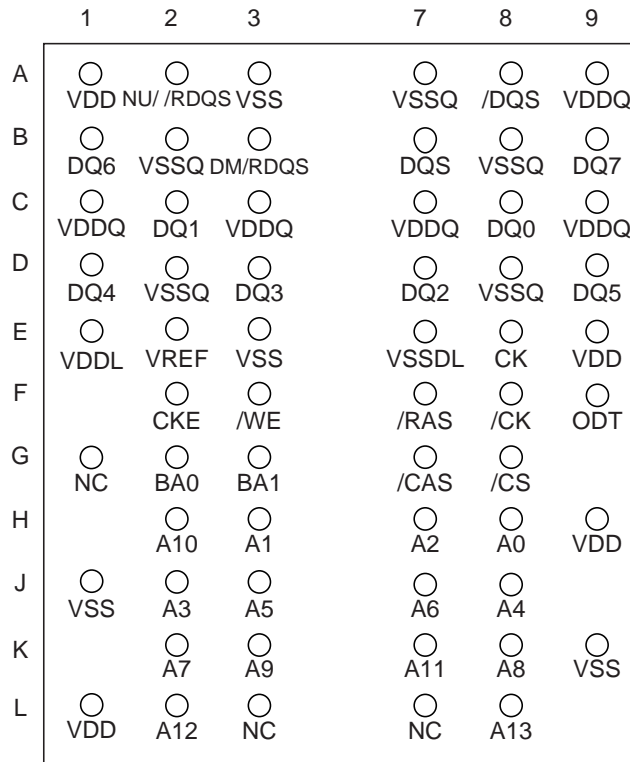 1 2 3 7 8 9
A
VDD NU/ /RDQS VSS VSSQ /DQS VDDQ
B
DQ6 VSSQ DM/RDQS DQS VSSQ DQ7
C
VDDQ DQ1 VDDQ VDDQ DQ0 VDDQ
D
DQ4 VSSQ DQ3 DQ2 VSSQ DQ5
E
VDDL VREF VSS VSSDL CK VDD
F
CKE /WE /RAS /CK ODT
G
NC BA0 BA1 /CAS /CS
H
A10 A1 A2 A0 VDD
J
VSS A3 A5 A6 A4
K
A7 A9 A11 A8 VSS
L
VDD A12 NC NC A13